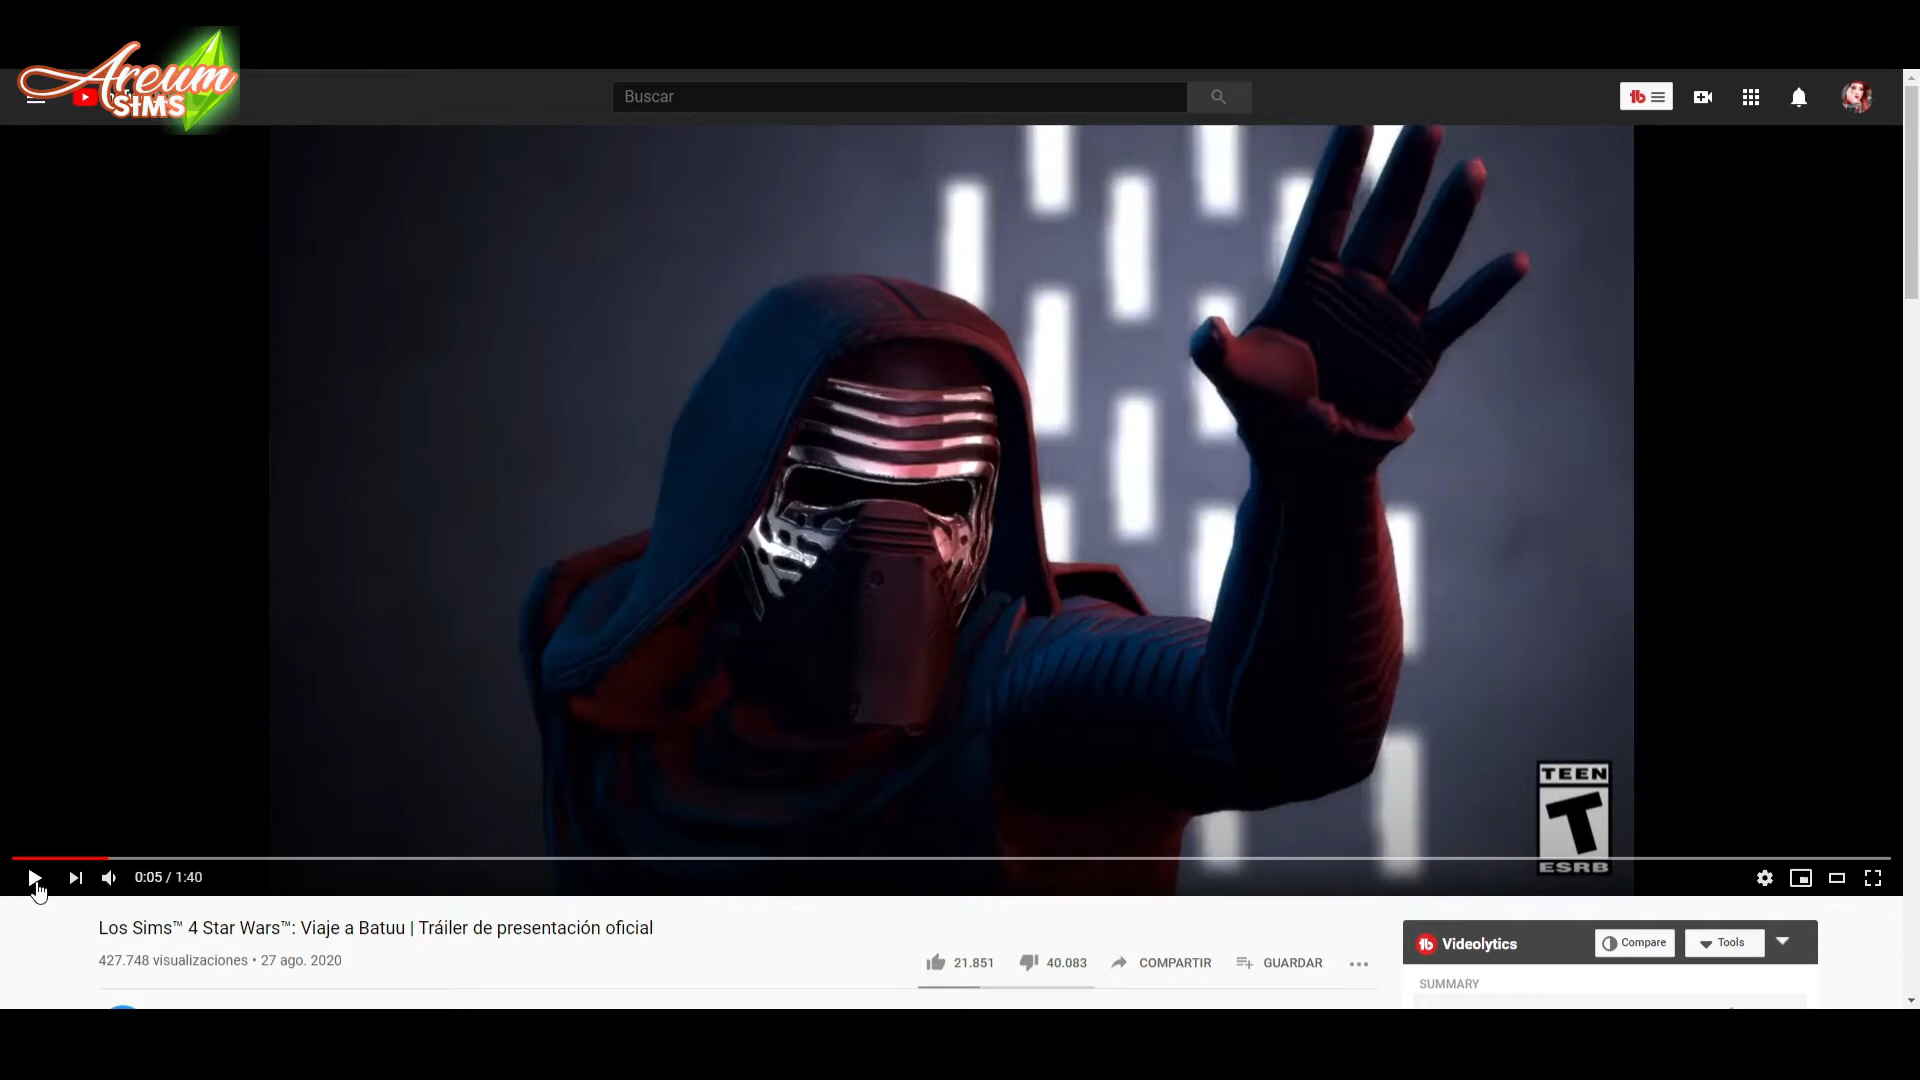 Areum
SIMS
Buscar
TEEN
T
ESRB
0:05 / 1:40
Los Sims™ 4 Star Wars™: Viaje a Batuu | Tráiler de presentación oficial
427.748 visualizaciones • 27 ago. 2020
21.851
40.083
COMPARTIR
GUARDAR
Videolytics
Compare
Tools
SUMMARY